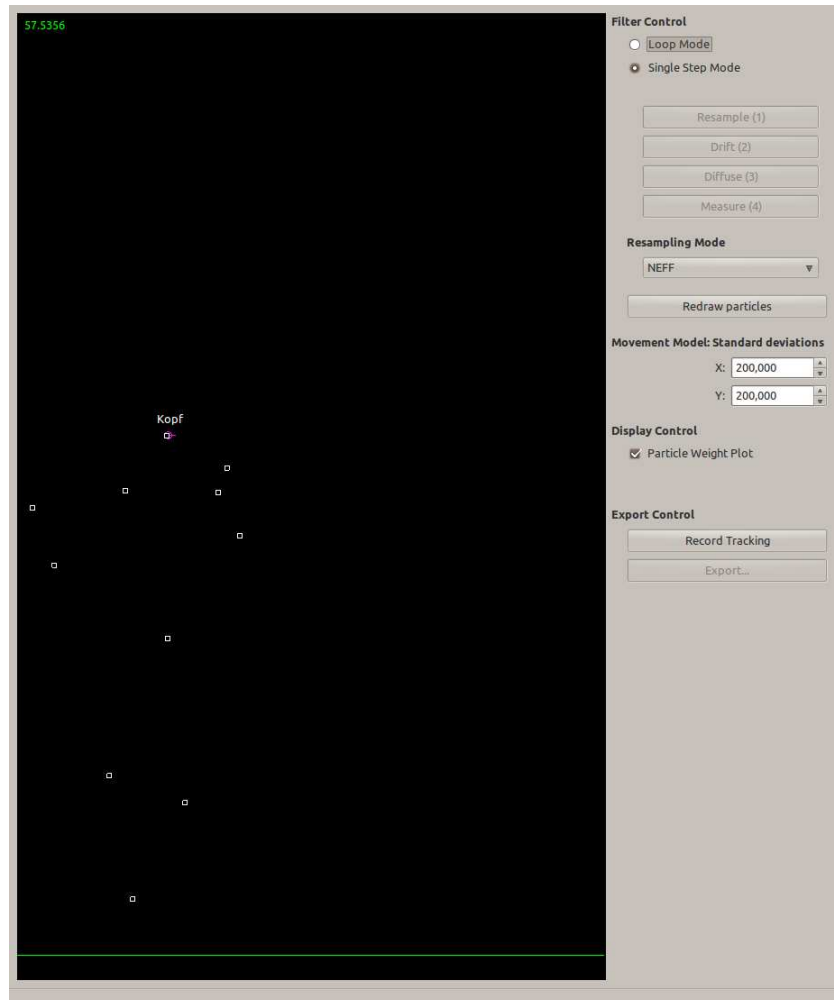 57.5356
Kopf
Filter Control
Loop Mode
Single Step Mode
Resample (1)
Drift (2)
Diffuse (3)
Measure (4)
Resampling Mode
NEFF
Redraw particles
Movement Model: Standard deviations
X: 200,000
Y: 200,000
Display Control
Particle Weight Plot
Export Control
Record Tracking
Export...